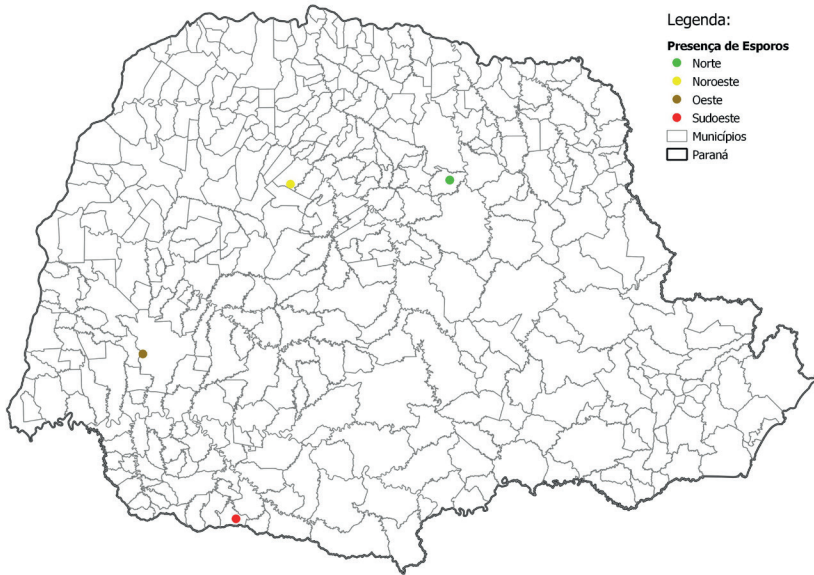 Legenda:
Presença de Esporos
Norte
Noroeste
Oeste
Sudoeste
Municípios
Paraná